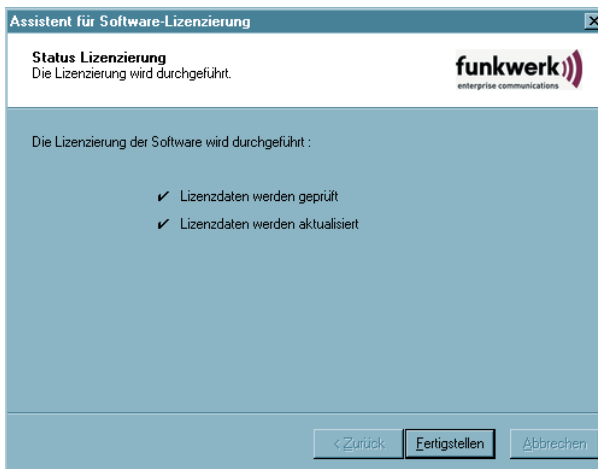 Assistent für Software-Lizenzierung
Status Lizenzierung
Die Lizenzierung wird durchgeführt.
funkwerk
enterprise communications
Die Lizenzierung der Software wird durchgeführt :
✔ Lizenzdaten werden geprüft
✔ Lizenzdaten werden aktualisiert
< Zurück
Fertigstellen
Abbrechen